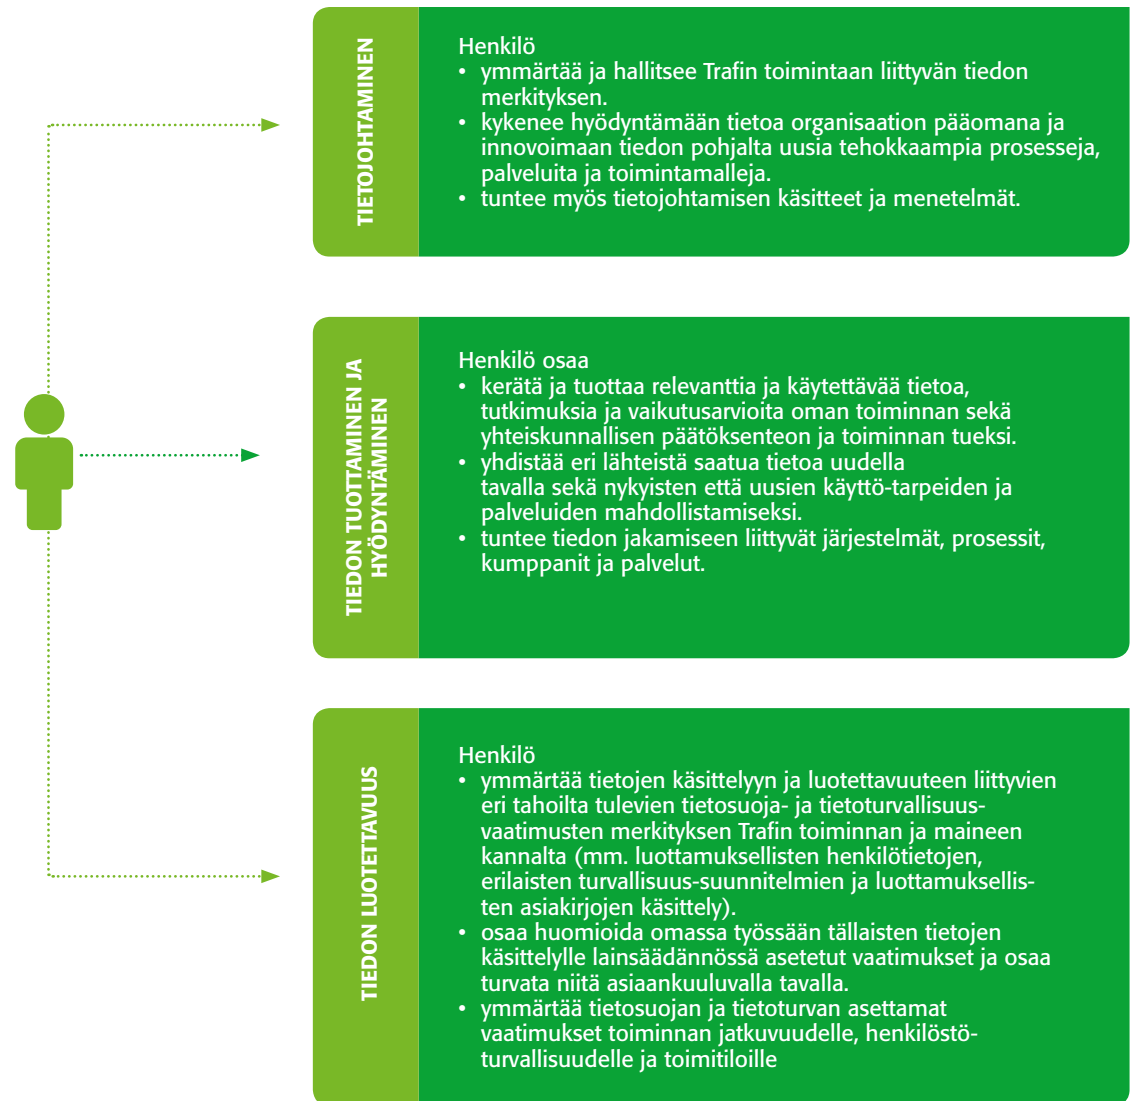 TIETOJOHTAMINEN
Henkilö
• ymmärtää ja hallitsee Trafin toimintaan liittyvän tiedon
merkityksen.
• kykenee hyödyntämään tietoa organisaation pääomana ja
innovoimaan tiedon pohjalta uusia tehokkaampia prosesseja,
palveluita ja toimintamalleja.
• tuntee myös tietojohtamisen käsitteet ja menetelmät.
TIEDON TUOTTAMINEN JA
HYÖDYNTÄMINEN
Henkilö osaa
• kerätä ja tuottaa relevanttia ja käytettävää tietoa,
tutkimuksia ja vaikutusarvioita oman toiminnan sekä
yhteiskunnallisen päätöksenteon ja toiminnan tueksi.
• yhdistää eri lähteistä saatua tietoa uudella
tavalla sekä nykyisten että uusien käyttö-tarpeiden ja
palveluiden mahdollistamiseksi.
• tuntee tiedon jakamiseen liittyvät järjestelmät, prosessit,
kumppanit ja palvelut.
TIEDON LUOTETTAVUUS
Henkilö
• ymmärtää tietojen käsittelyyn ja luotettavuuteen liittyvien
eri tahoilta tulevien tietosuoja- ja tietoturvallisuus-
vaatimusten merkityksen Trafin toiminnan ja maineen
kannalta (mm. luottamuksellisten henkilötietojen,
erilaisten turvallisuus-suunnitelmien ja luottamuksellis-
ten asiakirjojen käsittely).
• osaa huomioida omassa työssään tällaisten tietojen
käsittelylle lainsäädännössä asetetut vaatimukset ja osaa
turvata niitä asiaankuuluvalla tavalla.
• ymmärtää tietosuojan ja tietoturvan asettamat
vaatimukset toiminnan jatkuvuudelle, henkilöstö-
turvallisuudelle ja toimitiloille